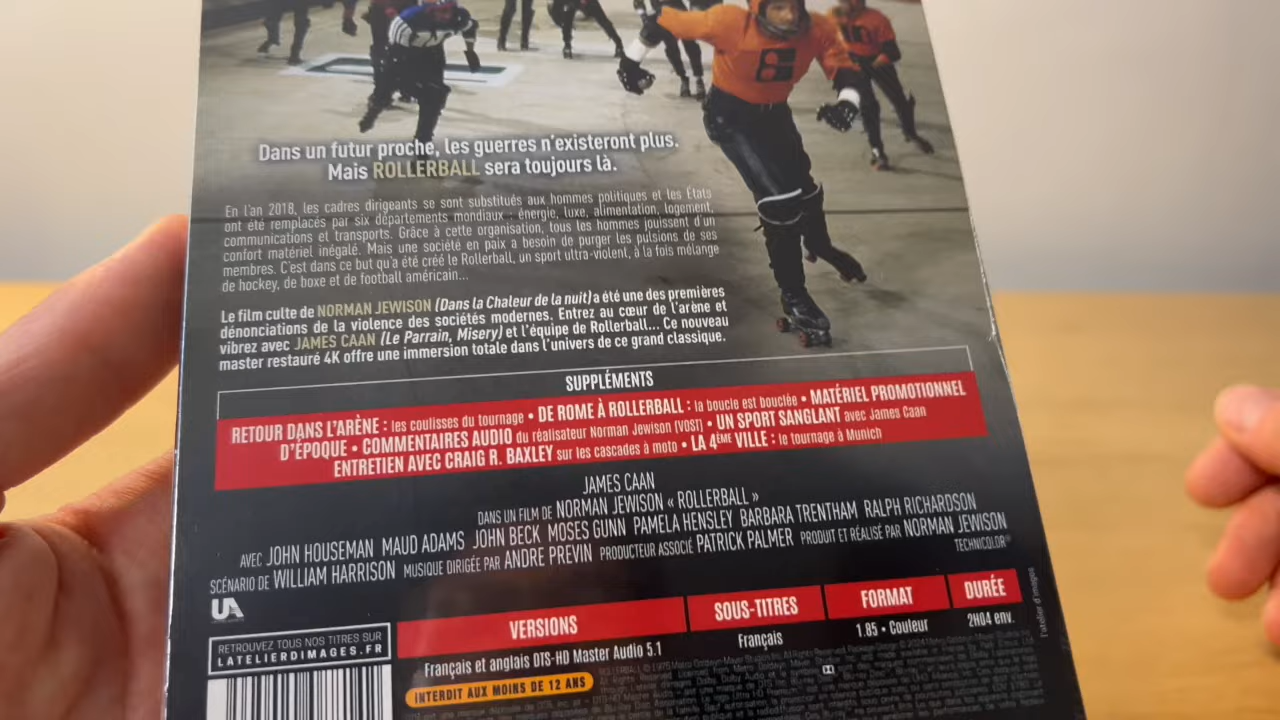 6
Dans un futur proche, les guerres n'existeront plus.
Mais ROLLERBALL sera toujours là.
En l'an 2018, les cadres dirigeants se sont substitués aux hommes politiques et les États
ont été remplacés par six départements mondiaux : énergie, luxe, alimentation, logement,
communications et transports. Grâce à cette organisation, tous les hommes jouissent d'un
confort matériel inégalé. Mais une société en paix a besoin de purger les pulsions de ses
membres. C'est dans ce but qu'a été créé le Rollerball, un sport ultra-violent, à la fois mélange
de hockey, de boxe et de football américain...
Le film culte de NORMAN JEWISON (Dans la Chaleur de la nuit) a été une des premières
dénonciations de la violence des sociétés modernes. Entrez au cœur de l'arène et
vibrez avec JAMES CAAN (Le Parrain, Misery) et l'équipe de Rollerball... Ce nouveau
master restauré 4K offre une immersion totale dans l'univers de ce grand classique.
SUPPLÉMENTS
RETOUR DANS L'ARÈNE : les coulisses du tournage • DE ROME À ROLLERBALL : la boucle est bouclée • MATÉRIEL PROMOTIONNEL
D'ÉPOQUE • COMMENTAIRES AUDIO du réalisateur Norman Jewison (VOST) • UN SPORT SANGLANT avec James Caan
ENTRETIEN AVEC CRAIG R. BAXLEY sur les cascades à moto • LA 4ÈME VILLE : le tournage à Munich
JAMES CAAN
DANS UN FILM DE NORMAN JEWISON « ROLLERBALL »
AVEC JOHN HOUSEMAN MAUD ADAMS JOHN BECK MOSES GUNN PAMELA HENSLEY BARBARA TRENTHAM RALPH RICHARDSON
SCÉNARIO DE WILLIAM HARRISON MUSIQUE DIRIGÉE PAR ANDRE PREVIN PRODUCTEUR ASSOCIÉ PATRICK PALMER PRODUIT ET RÉALISÉ PAR NORMAN JEWISON
TECHNICOLOR®
UA
l'atelier d'images
RETROUVEZ TOUS NOS TITRES SUR
LATELIERDIMAGES.FR
VERSIONS
Français et anglais DTS-HD Master Audio 5.1
SOUS-TITRES
Français
FORMAT
1.85 • Couleur
DURÉE
2H04 env.
INTERDIT AUX MOINS DE 12 ANS